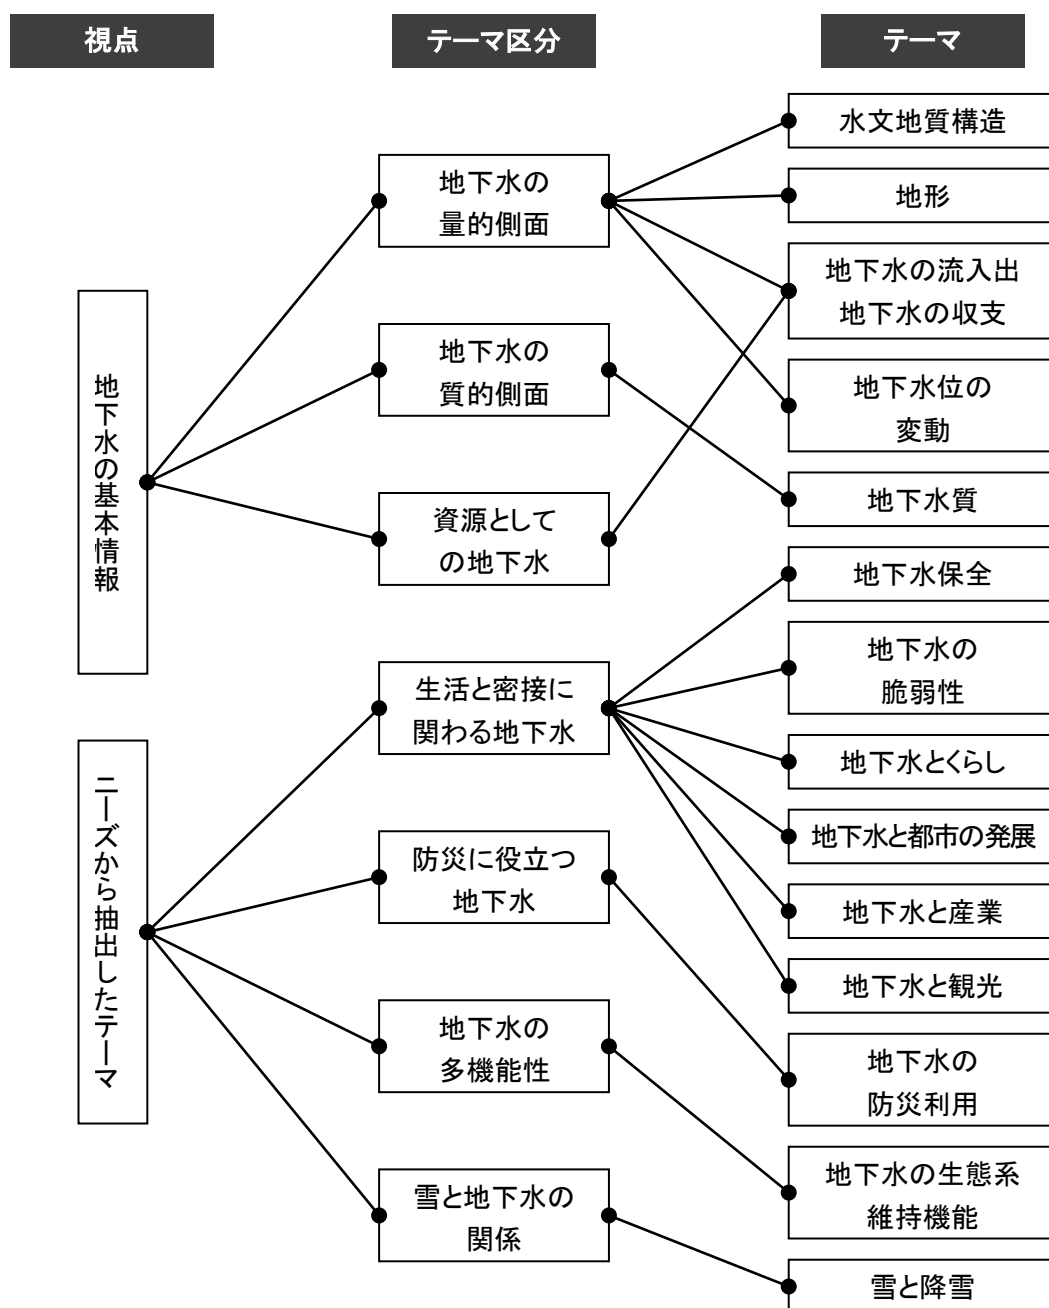 視点
テーマ区分
テーマ
地下水の基本情報
ニーズから抽出したテーマ
地下水の
量的側面
地下水の
質的側面
資源として
の地下水
生活と密接に
関わる地下水
防災に役立つ
地下水
地下水の
多機能性
雪と地下水の
関係
水文地質構造
地形
地下水の流入出
地下水の収支
地下水位の
変動
地下水質
地下水保全
地下水の
脆弱性
地下水とくらし
地下水と都市の発展
地下水と産業
地下水と観光
地下水の
防災利用
地下水の生態系
維持機能
雪と降雪